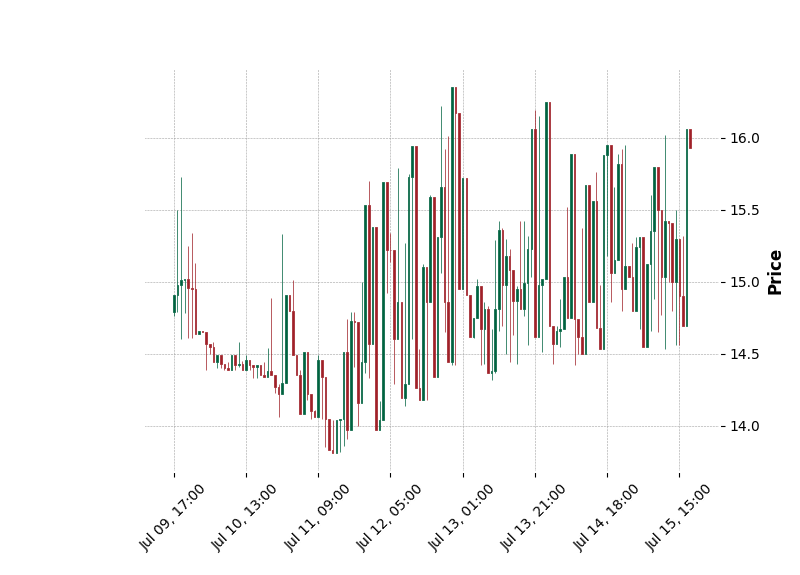 16.0
15.5
15.0
14.5
14.0
Price
Jul 09, 17:00
Jul 10, 13:00
Jul 11, 09:00
Jul 12, 05:00
Jul 13, 01:00
Jul 13, 21:00
Jul 14, 18:00
Jul 15, 15:00